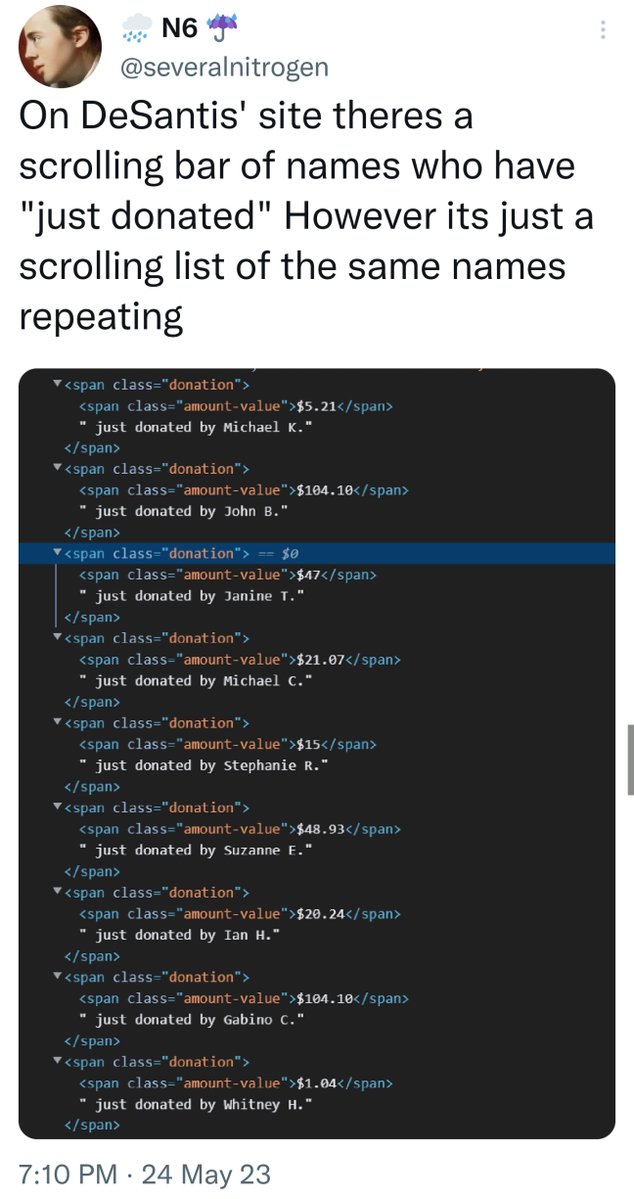 🌧️ N6 ☔
@severalnitrogen
On DeSantis' site theres a
scrolling bar of names who have
"just donated" However its just a
scrolling list of the same names
repeating
▼<span class="donation">
<span class="amount-value">$5.21</span>
" just donated by Michael K."
</span>
▼<span class="donation">
<span class="amount-value">$104.10</span>
" just donated by John B."
</span>
▼<span class="donation"> == $0
<span class="amount-value">$47</span>
" just donated by Janine T."
</span>
▼<span class="donation">
<span class="amount-value">$21.07</span>
" just donated by Michael C."
</span>
▼<span class="donation">
<span class="amount-value">$15</span>
" just donated by Stephanie R."
</span>
▼<span class="donation">
<span class="amount-value">$48.93</span>
" just donated by Suzanne E."
</span>
▼<span class="donation">
<span class="amount-value">$20.24</span>
" just donated by Ian H."
</span>
▼<span class="donation">
<span class="amount-value">$104.10</span>
" just donated by Gabino C."
</span>
▼<span class="donation">
<span class="amount-value">$1.04</span>
" just donated by Whitney H."
</span>
7:10 PM · 24 May 23